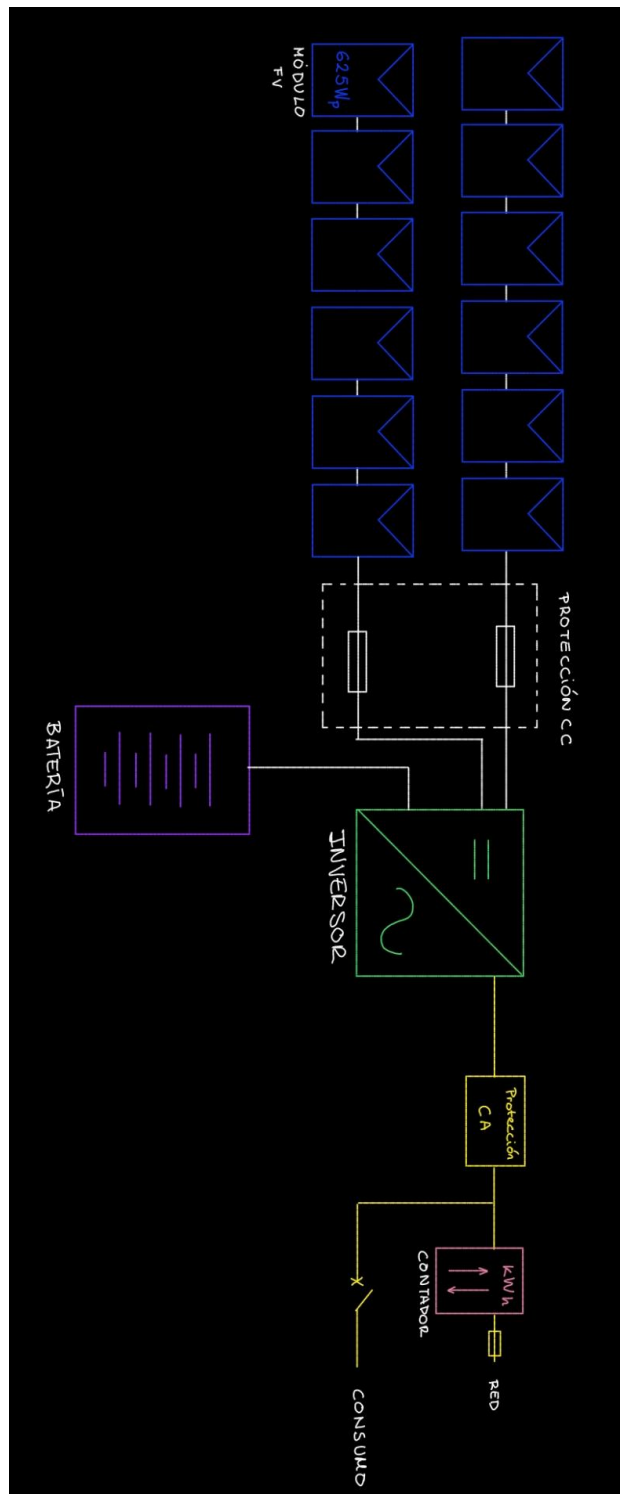 625Wp
MÓDULO
FV
PROTECCIÓN CC
BATERÍA
INVERSOR
Protección
CA
kWh
CONTADOR
RED
CONSUMO